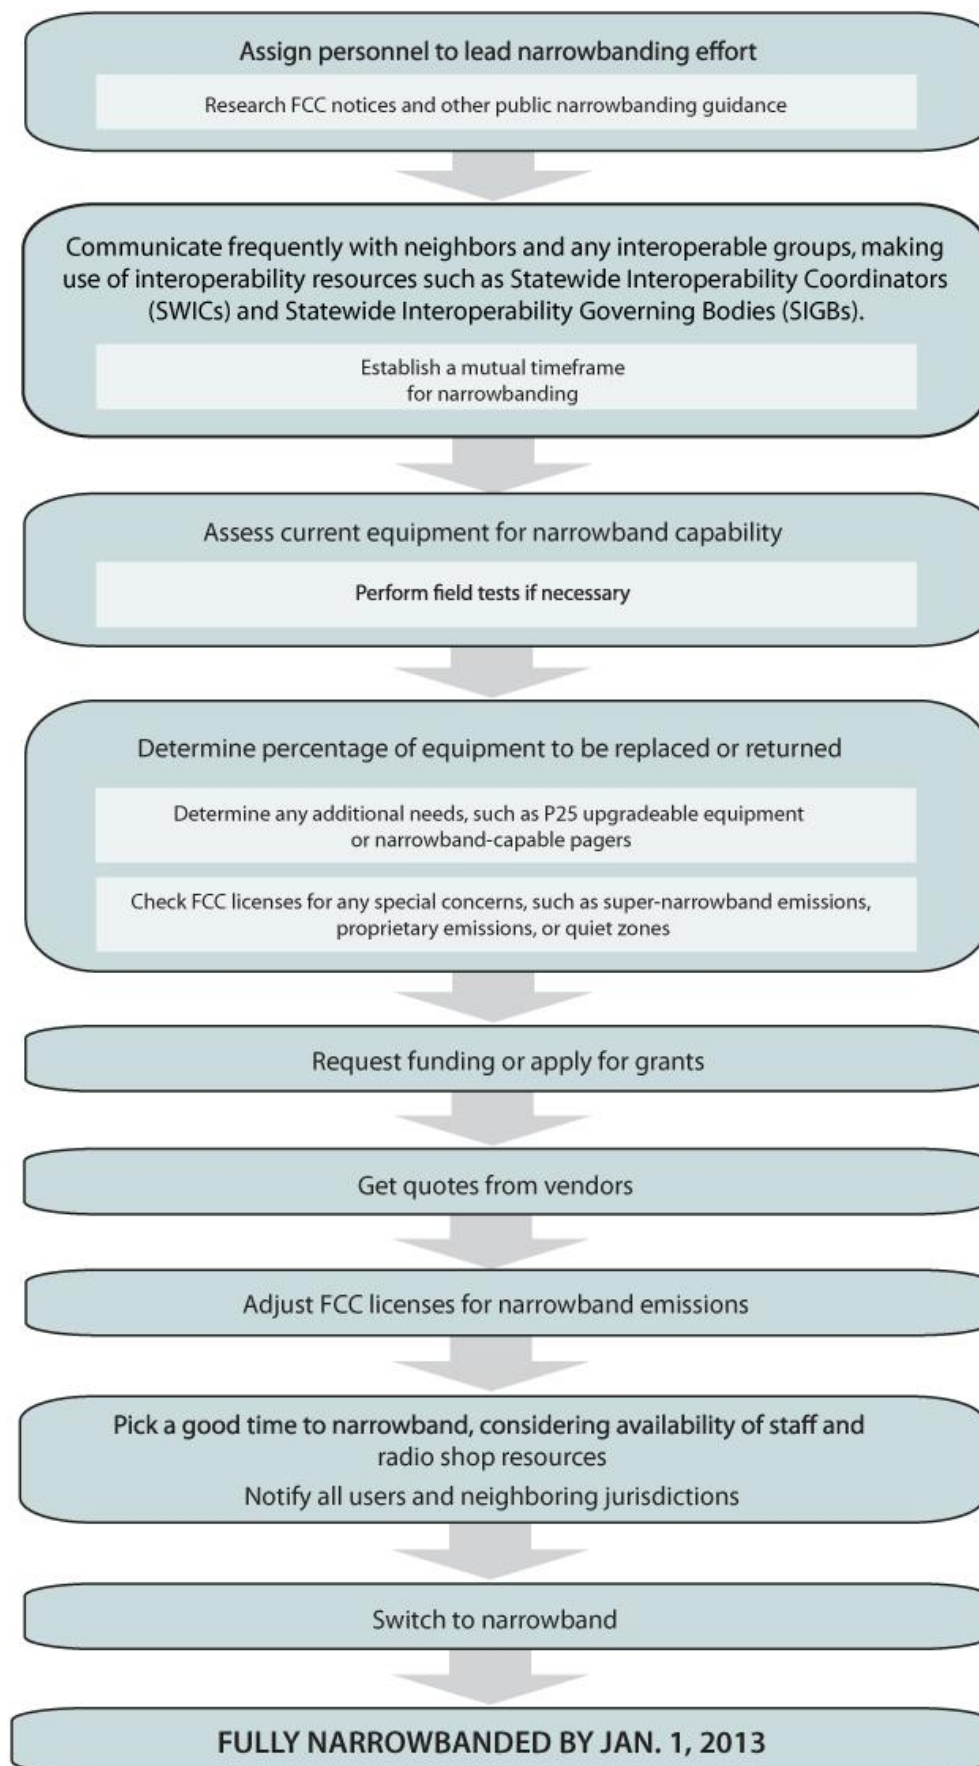 Assign personnel to lead narrowbanding effort
Research FCC notices and other public narrowbanding guidance
Communicate frequently with neighbors and any interoperable groups, making
use of interoperability resources such as Statewide Interoperability Coordinators
(SWICs) and Statewide Interoperability Governing Bodies (SIGBs).
Establish a mutual timeframe
for narrowbanding
Assess current equipment for narrowband capability
Perform field tests if necessary
Determine percentage of equipment to be replaced or returned
Determine any additional needs, such as P25 upgradeable equipment
or narrowband-capable pagers
Check FCC licenses for any special concerns, such as super-narrowband emissions,
proprietary emissions, or quiet zones
Request funding or apply for grants
Get quotes from vendors
Adjust FCC licenses for narrowband emissions
Pick a good time to narrowband, considering availability of staff and
radio shop resources
Notify all users and neighboring jurisdictions
Switch to narrowband
FULLY NARROWBANDED BY JAN. 1, 2013